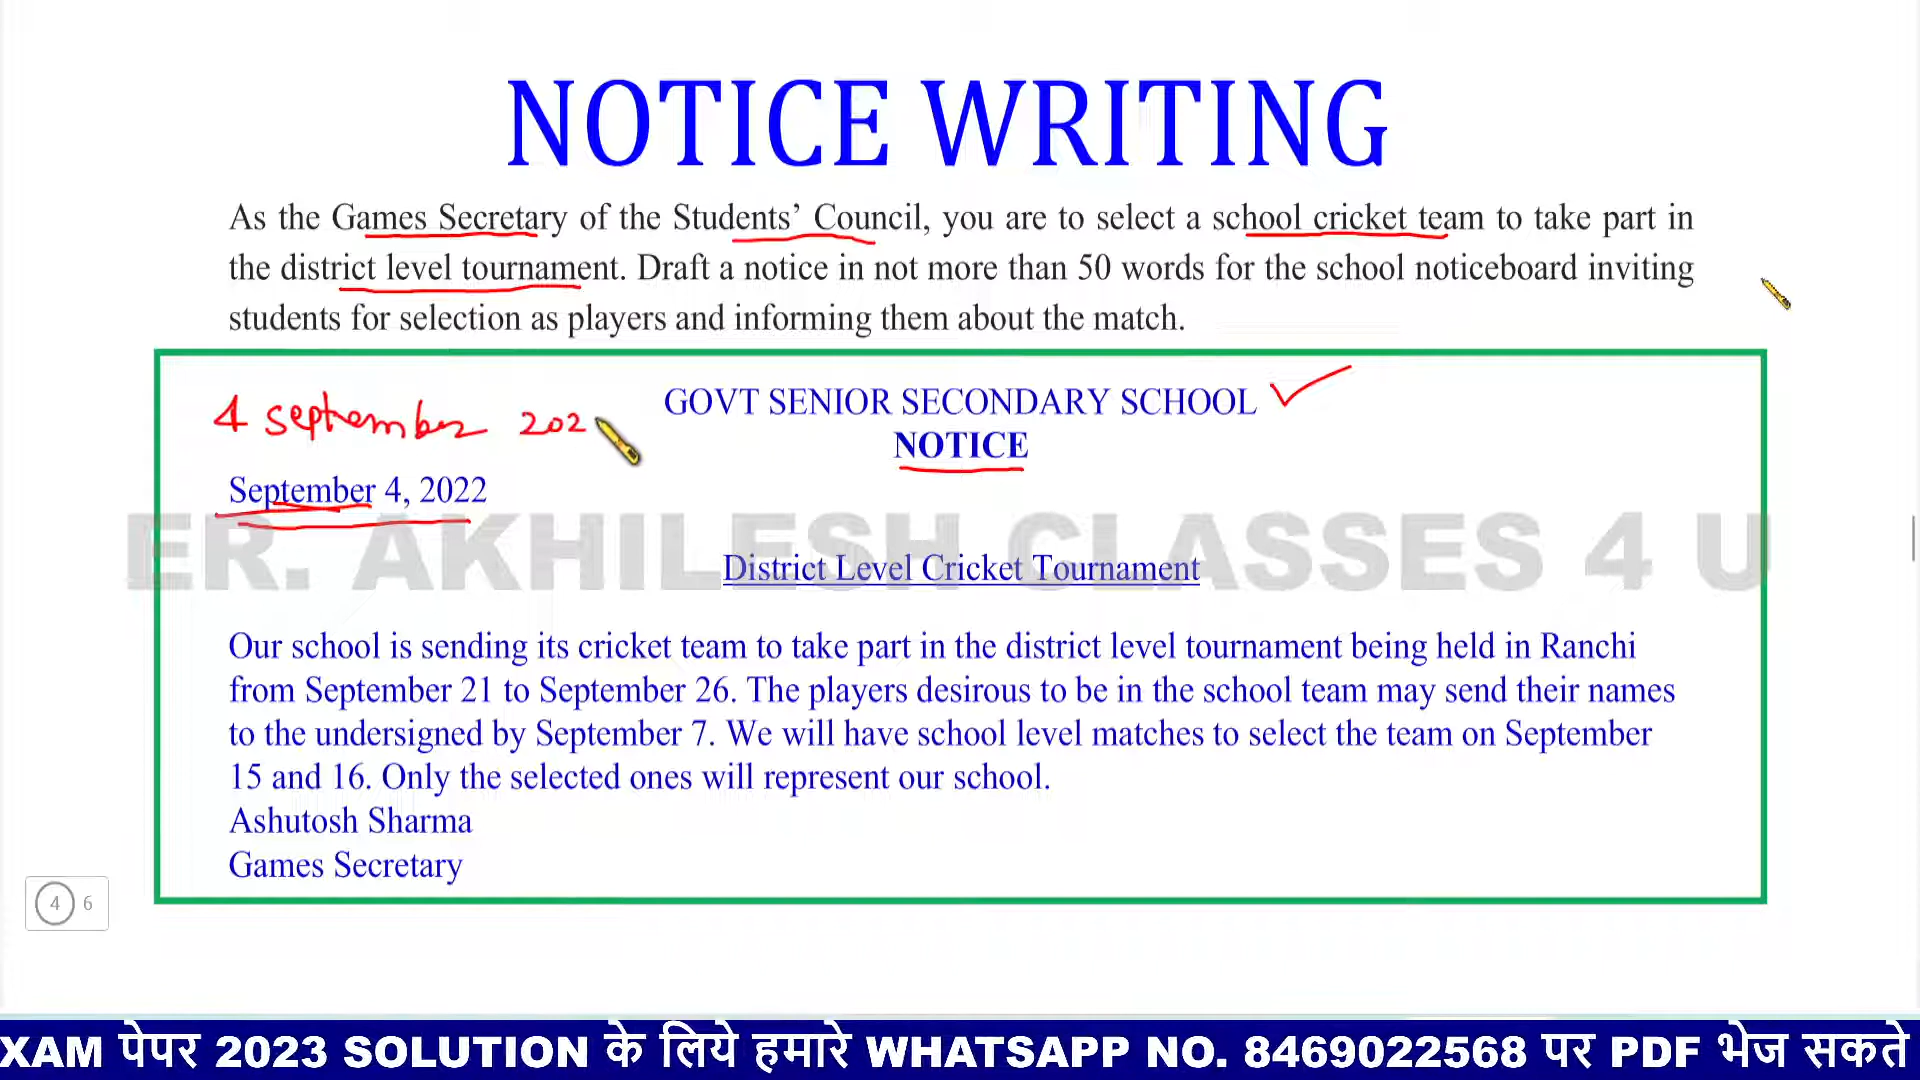 NOTICE WRITING
As the Games Secretary of the Students’ Council, you are to select a school cricket team to take part in
the district level tournament. Draft a notice in not more than 50 words for the school noticeboard inviting
students for selection as players and informing them about the match.
GOVT SENIOR SECONDARY SCHOOL
4 september 202
NOTICE
September 4, 2022
ER. AKHILESH CLASSES 4 U
District Level Cricket Tournament
Our school is sending its cricket team to take part in the district level tournament being held in Ranchi
from September 21 to September 26. The players desirous to be in the school team may send their names
to the undersigned by September 7. We will have school level matches to select the team on September
15 and 16. Only the selected ones will represent our school.
Ashutosh Sharma
Games Secretary
4 6
XAM पेपर 2023 SOLUTION के लिये हमारे WHATSAPP NO. 8469022568 पर PDF भेज सकते